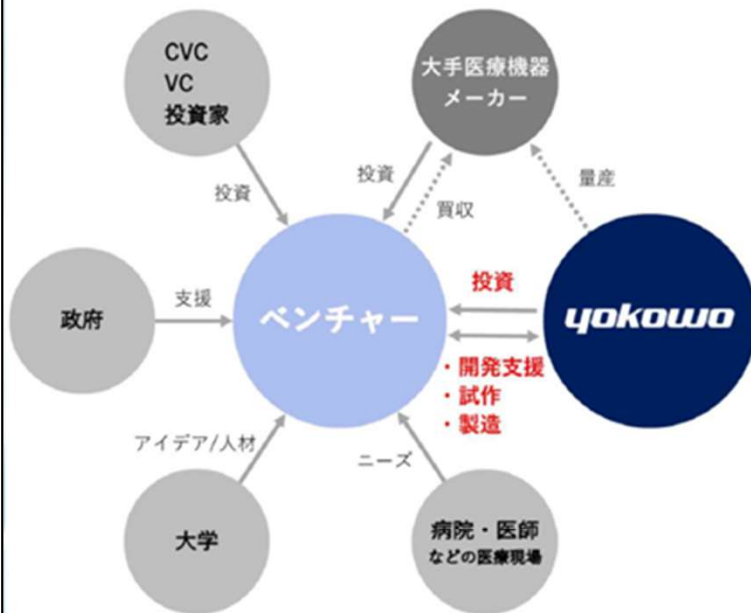 CVC
VC
投資家
大手医療機器
メーカー
投資
投資
買収
量産
政府
支援
ベンチャー
投資
yokowo
・開発支援
・試作
・製造
アイデア/人材
ニーズ
大学
病院・医師
などの医療現場